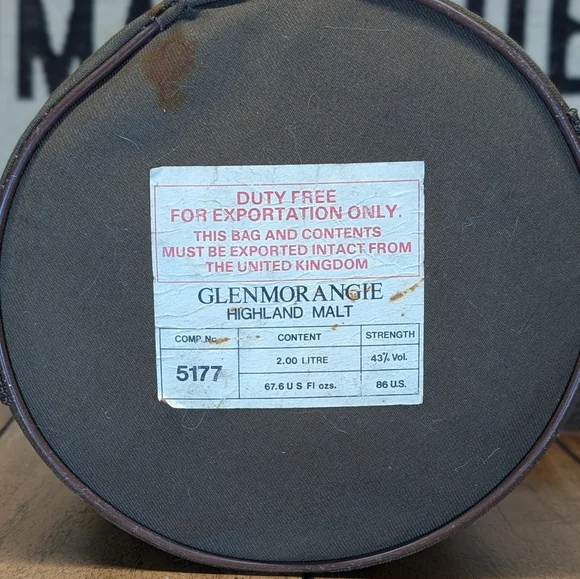 DUTY FREE
FOR EXPORTATION ONLY.
THIS BAG AND CONTENTS
MUST BE EXPORTED INTACT FROM
THE UNITED KINGDOM
GLENMORANGIE
HIGHLAND MALT
COMP. No. CONTENT STRENGTH
5177 2.00 LITRE 43% Vol.
67.6 U S Fl ozs. 86 U.S.